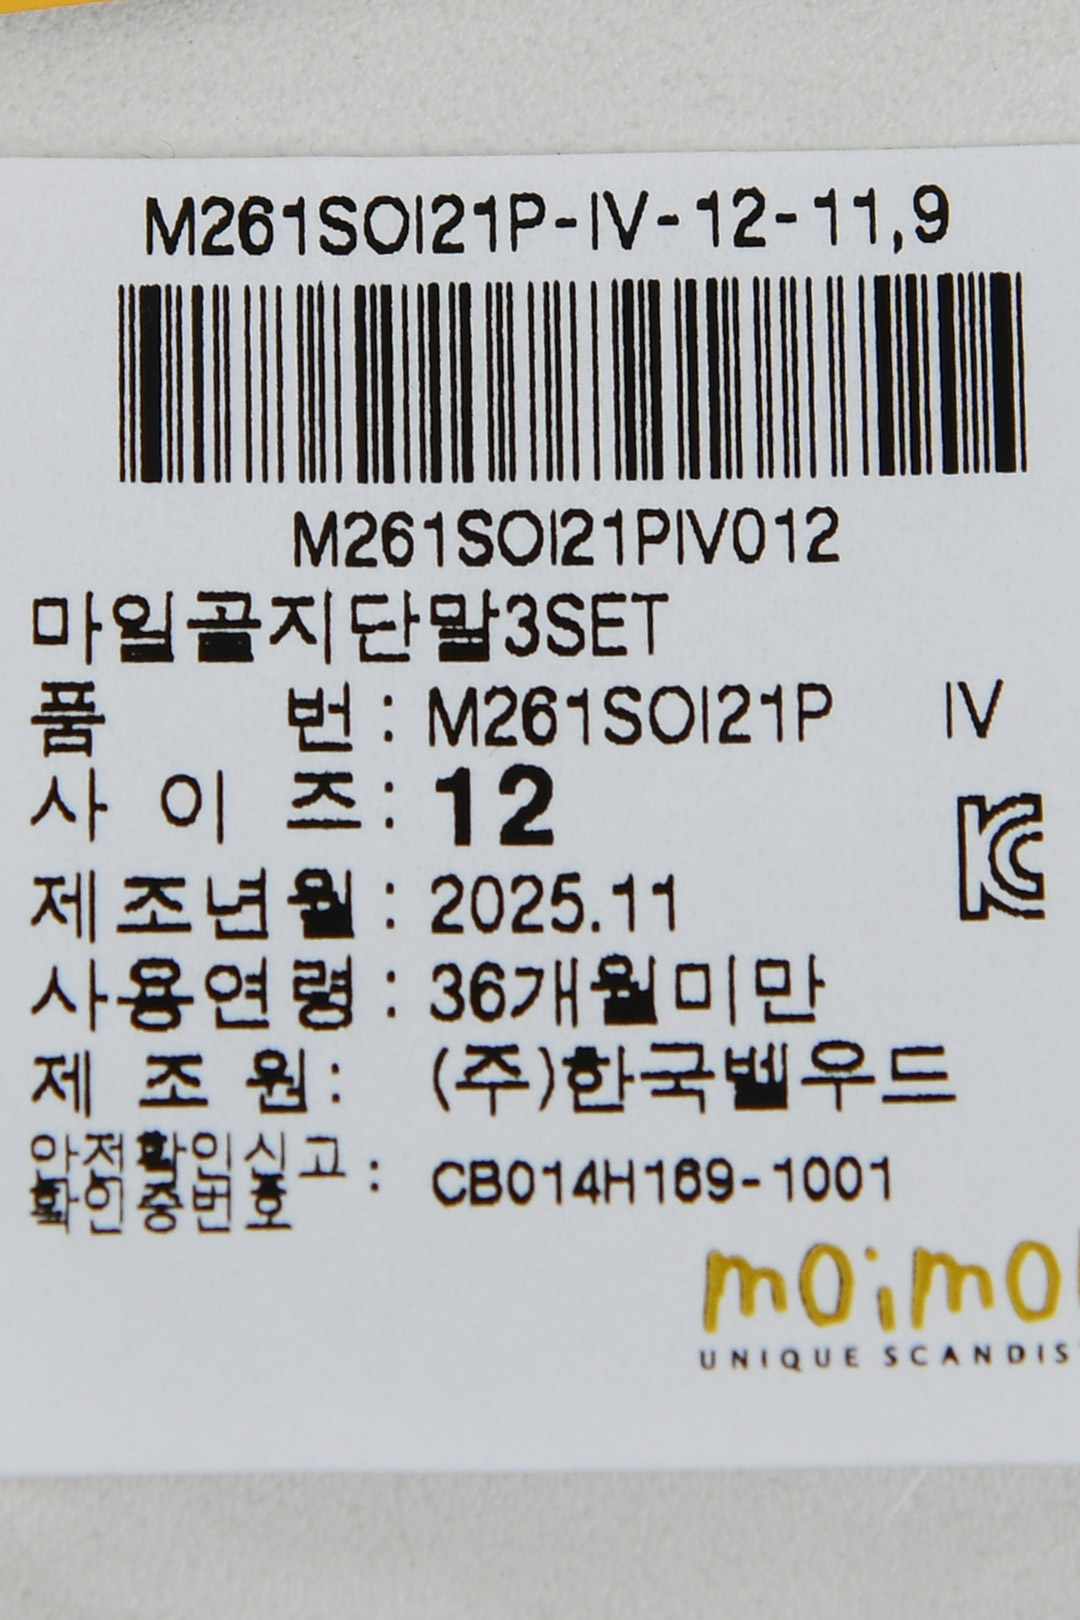 M261SOI21P-IV-12-11,9
M261SOI21PIV012
마일골지단말3SET
품 번 : M261SOI21P IV
사 이 즈 : 12
제조년월 : 2025.11
사용연령 : 36개월미만
제 조 원 : (주)한국벨우드
안전확인신고
확인증번호 : CB014H169-1001
moimo
UNIQUE SCANDIS